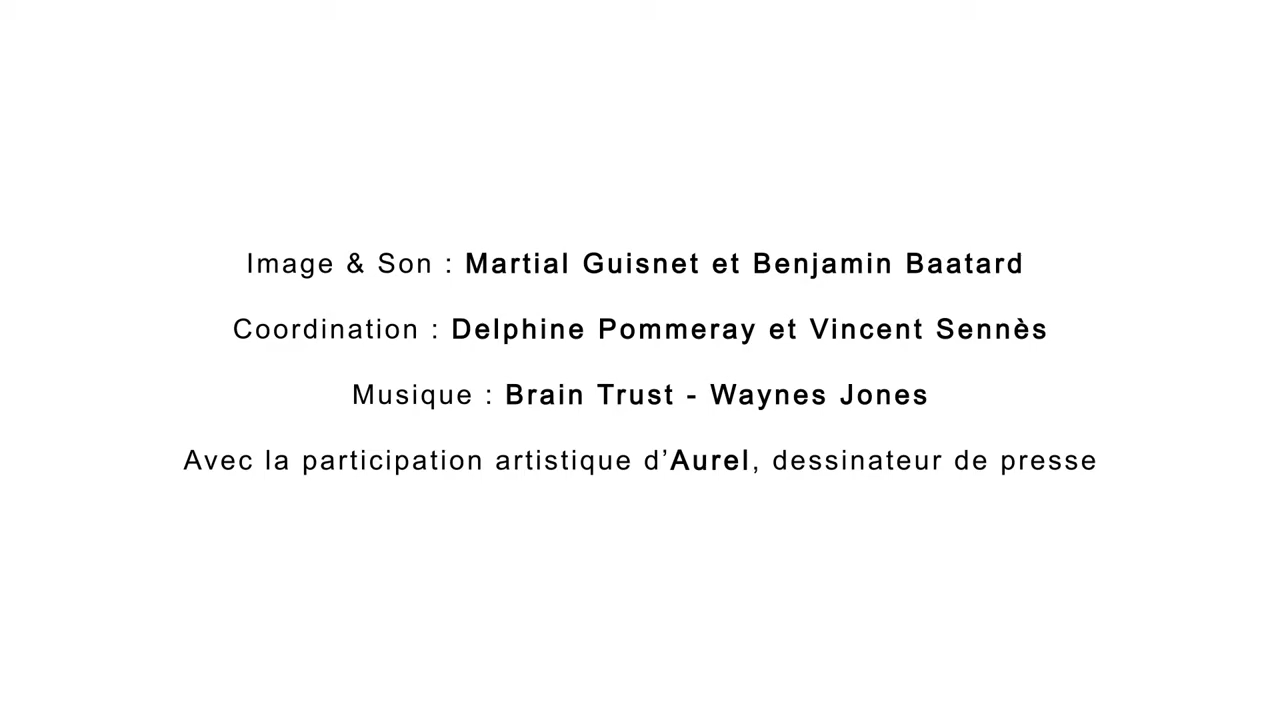 Image & Son : Martial Guisnet et Benjamin Baatard
Coordination : Delphine Pommeray et Vincent Sennès
Musique : Brain Trust - Waynes Jones
Avec la participation artistique d’Aurel, dessinateur de presse